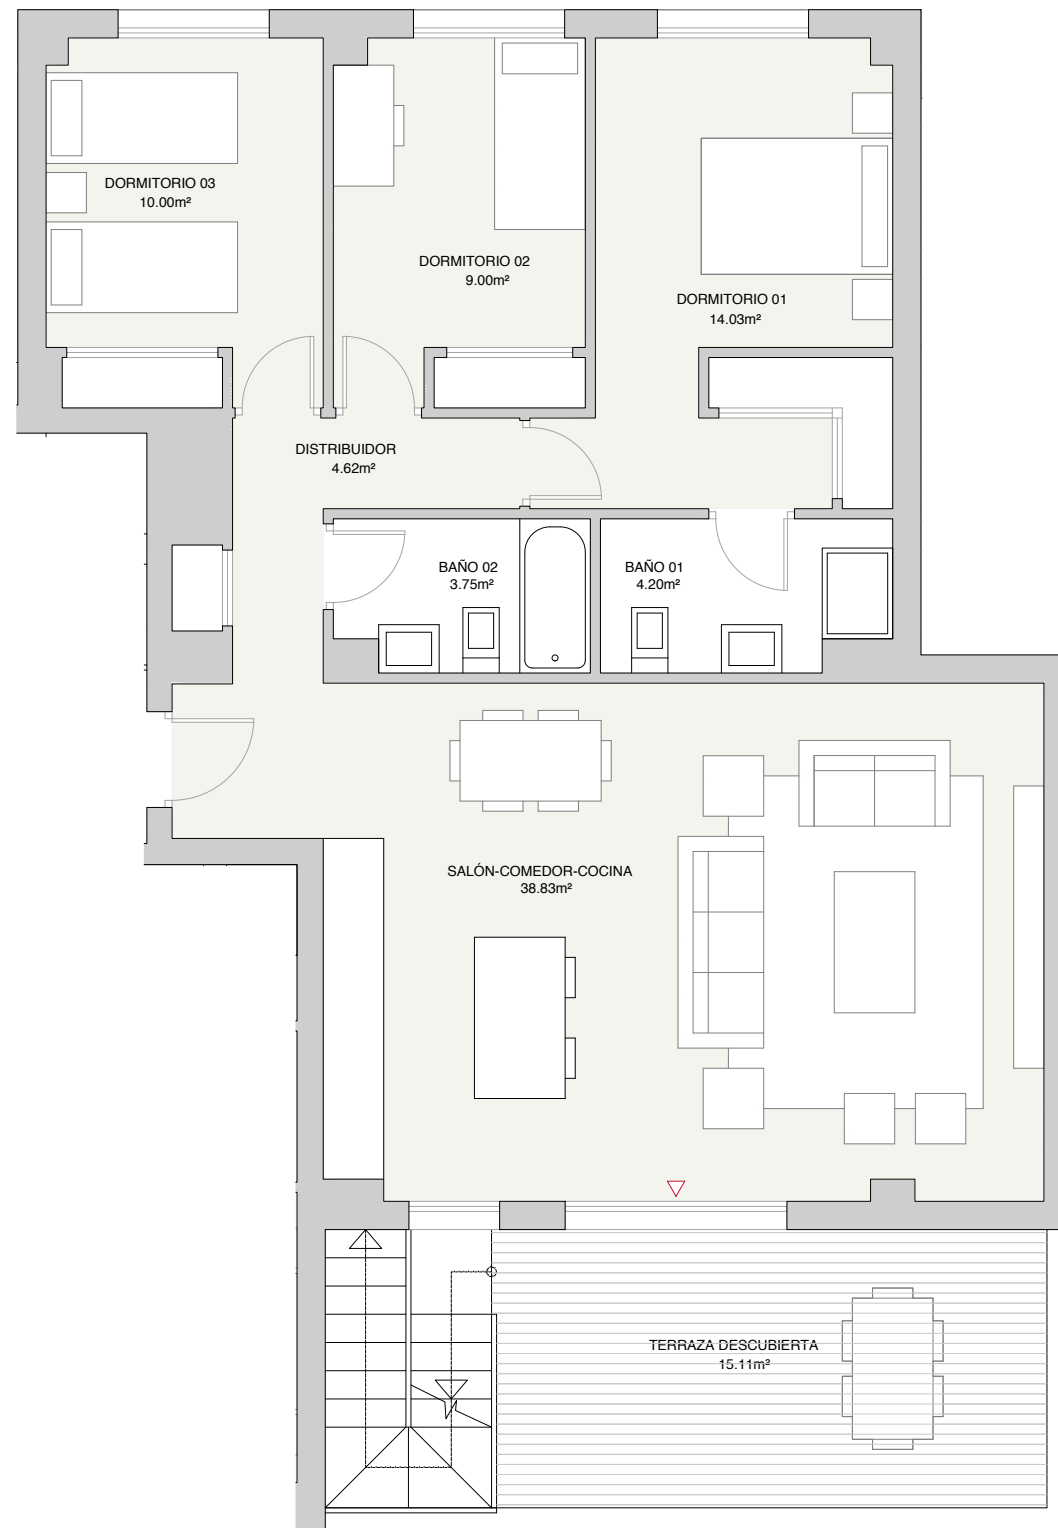 DORMITORIO 03
10.00m²
DORMITORIO 02
9.00m²
DORMITORIO 01
14.03m²
DISTRIBUIDOR
4.62m²
BAÑO 02
3.75m²
BAÑO 01
4.20m²
SALÓN-COMEDOR-COCINA
38.83m²
TERRAZA DESCUBIERTA
15.11m²